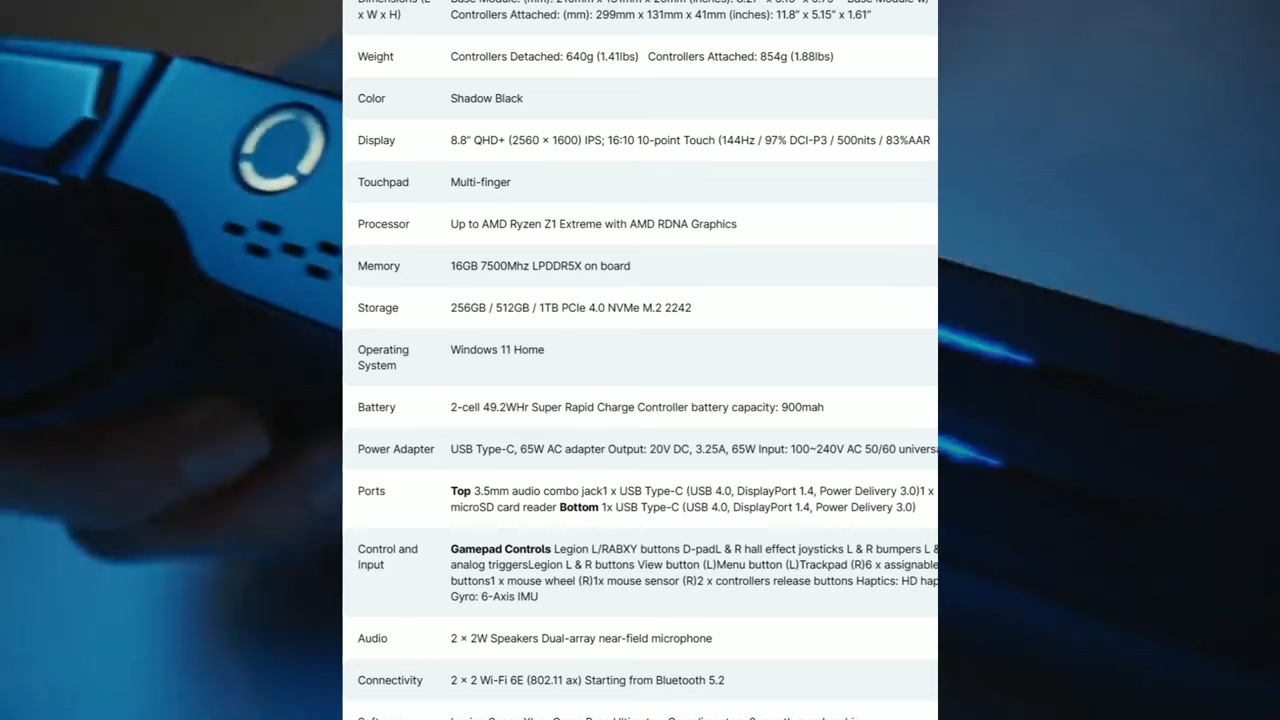 Dimensions (L
x W x H)
Controllers Attached: (mm): 299mm x 131mm x 41mm (inches): 11.8” x 5.15” x 1.61”
Weight
Controllers Detached: 640g (1.41lbs) Controllers Attached: 854g (1.88lbs)
Color
Shadow Black
Display
8.8” QHD+ (2560 × 1600) IPS; 16:10 10-point Touch (144Hz / 97% DCI-P3 / 500nits / 83%AAR
Touchpad
Multi-finger
Processor
Up to AMD Ryzen Z1 Extreme with AMD RDNA Graphics
Memory
16GB 7500Mhz LPDDR5X on board
Storage
256GB / 512GB / 1TB PCIe 4.0 NVMe M.2 2242
Operating
System
Windows 11 Home
Battery
2-cell 49.2WHr Super Rapid Charge Controller battery capacity: 900mah
Power Adapter
USB Type-C, 65W AC adapter Output: 20V DC, 3.25A, 65W Input: 100~240V AC 50/60 univers
Ports
Top 3.5mm audio combo jack1 x USB Type-C (USB 4.0, DisplayPort 1.4, Power Delivery 3.0)1 x
microSD card reader Bottom 1x USB Type-C (USB 4.0, DisplayPort 1.4, Power Delivery 3.0)
Control and
Input
Gamepad Controls Legion L/RABXY buttons D-padL & R hall effect joysticks L & R bumpers L &
analog triggersLegion L & R buttons View button (L)Menu button (L)Trackpad (R)6 x assignable
buttons1 x mouse wheel (R)1x mouse sensor (R)2 x controllers release buttons Haptics: HD hap
Gyro: 6-Axis IMU
Audio
2 × 2W Speakers Dual-array near-field microphone
Connectivity
2 × 2 Wi-Fi 6E (802.11 ax) Starting from Bluetooth 5.2